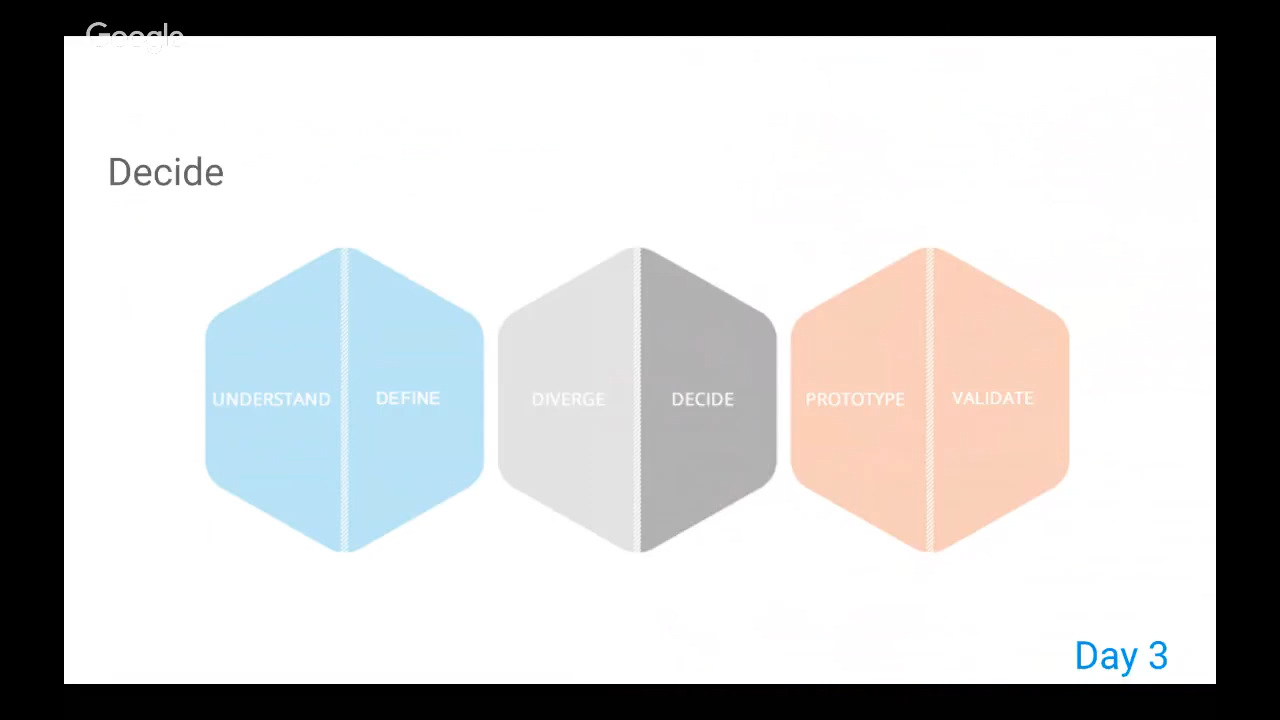 Google
Decide
UNDERSTAND DEFINE DIVERGE DECIDE PROTOTYPE VALIDATE
Day 3